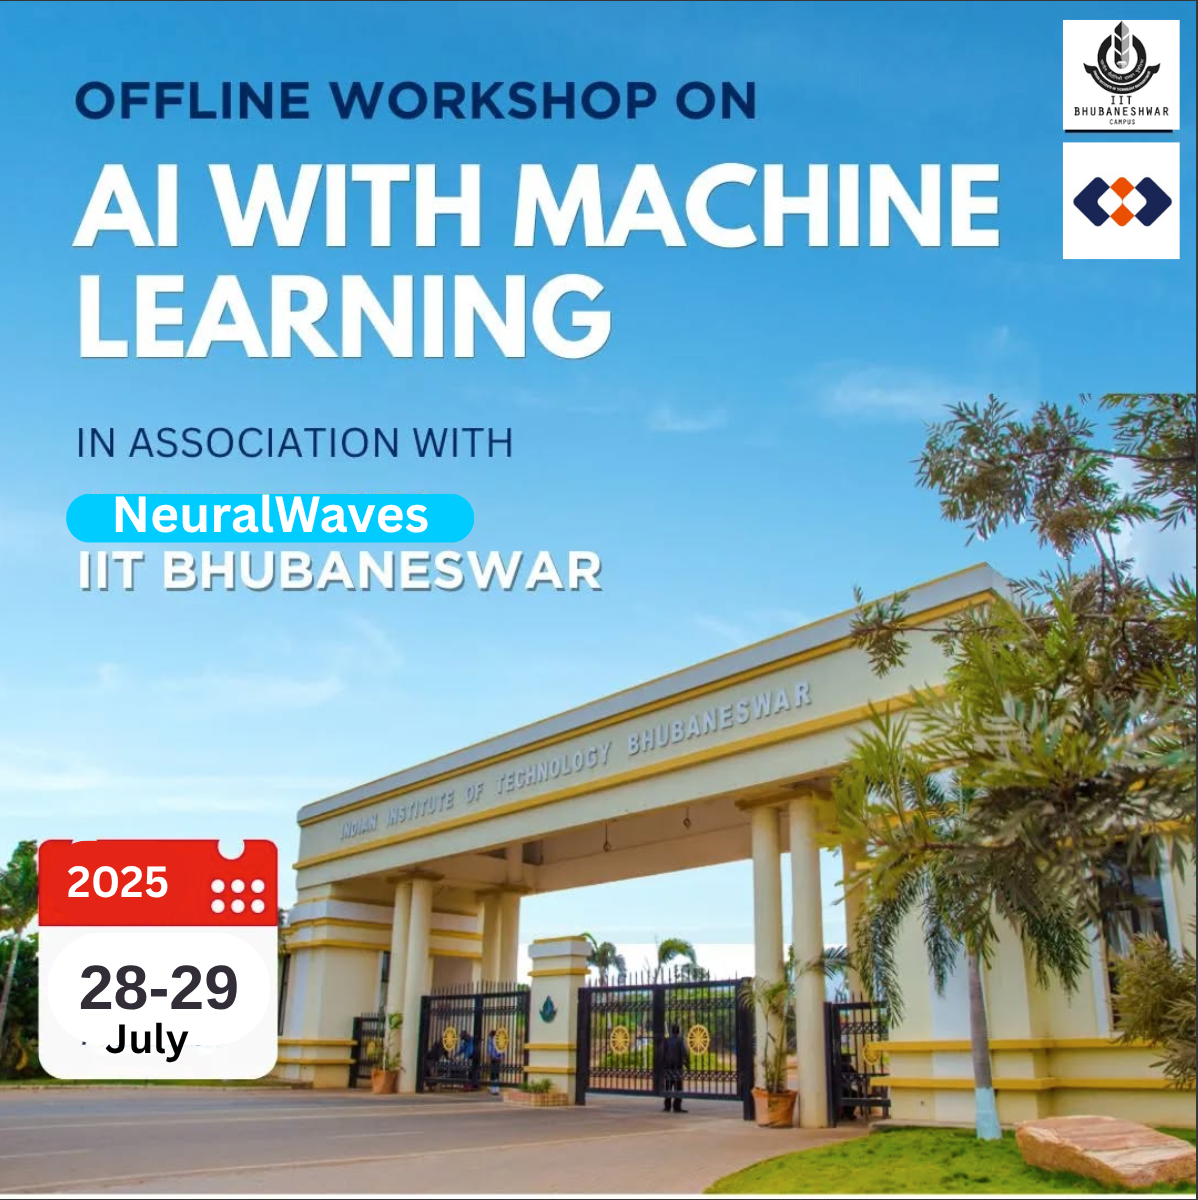 OFFLINE WORKSHOP ON
AI WITH MACHINE
LEARNING
IN ASSOCIATION WITH
NeuralWaves
IIT BHUBANESWAR
IIT
BHUBANESHWAR
CAMPUS
INDIAN INSTITUTE OF TECHNOLOGY BHUBANESWAR
2025
28-29
July